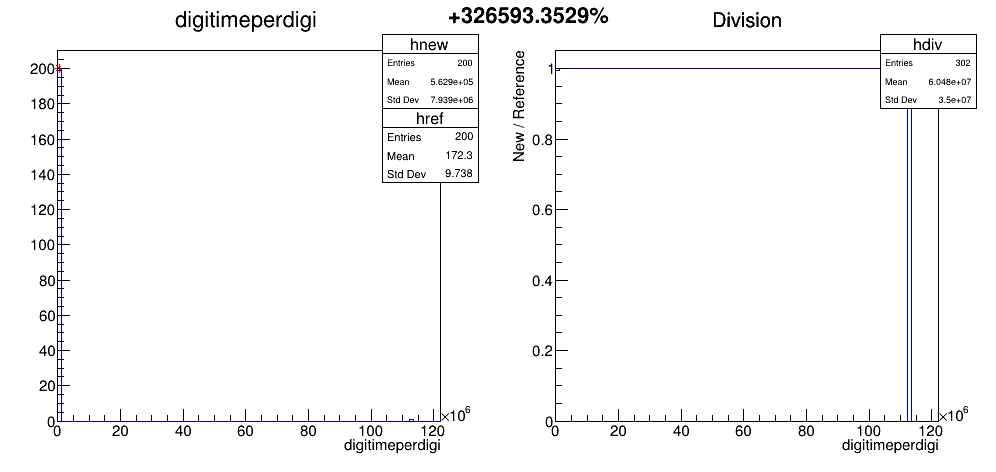 +326593.3529%
digitimeperdigi
hnew
Entries 200
Mean 5.629e+05
Std Dev 7.939e+06
href
Entries 200
Mean 172.3
Std Dev 9.738
200
180
160
140
120
100
80
60
40
20
0
0 20 40 60 80 100 120 ×10⁶
digitimeperdigi
Division
hdiv
Entries 302
Mean 6.048e+07
Std Dev 3.5e+07
New / Reference
1
0.8
0.6
0.4
0.2
0
0 20 40 60 80 100 120 ×10⁶
digitimeperdigi